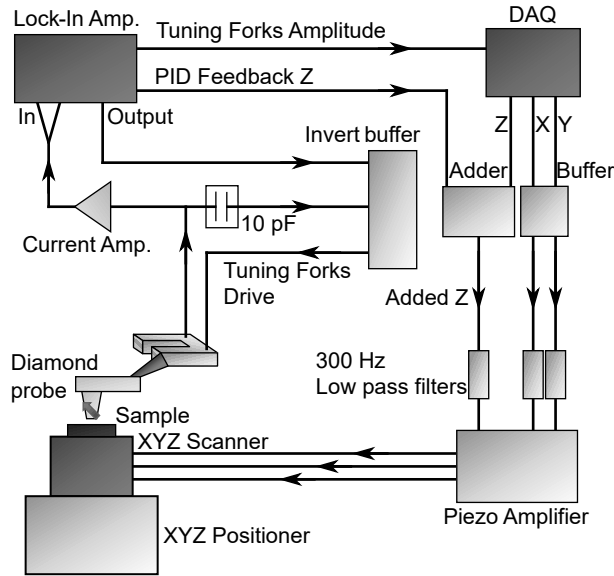 Lock-In Amp.
Tuning Forks Amplitude
DAQ
PID Feedback Z
In
Output
Z
X
Y
Invert buffer
Adder
Buffer
10 pF
Current Amp.
Tuning Forks
Drive
Added Z
Diamond
probe
300 Hz
Low pass filters
Sample
XYZ Scanner
Piezo Amplifier
XYZ Positioner